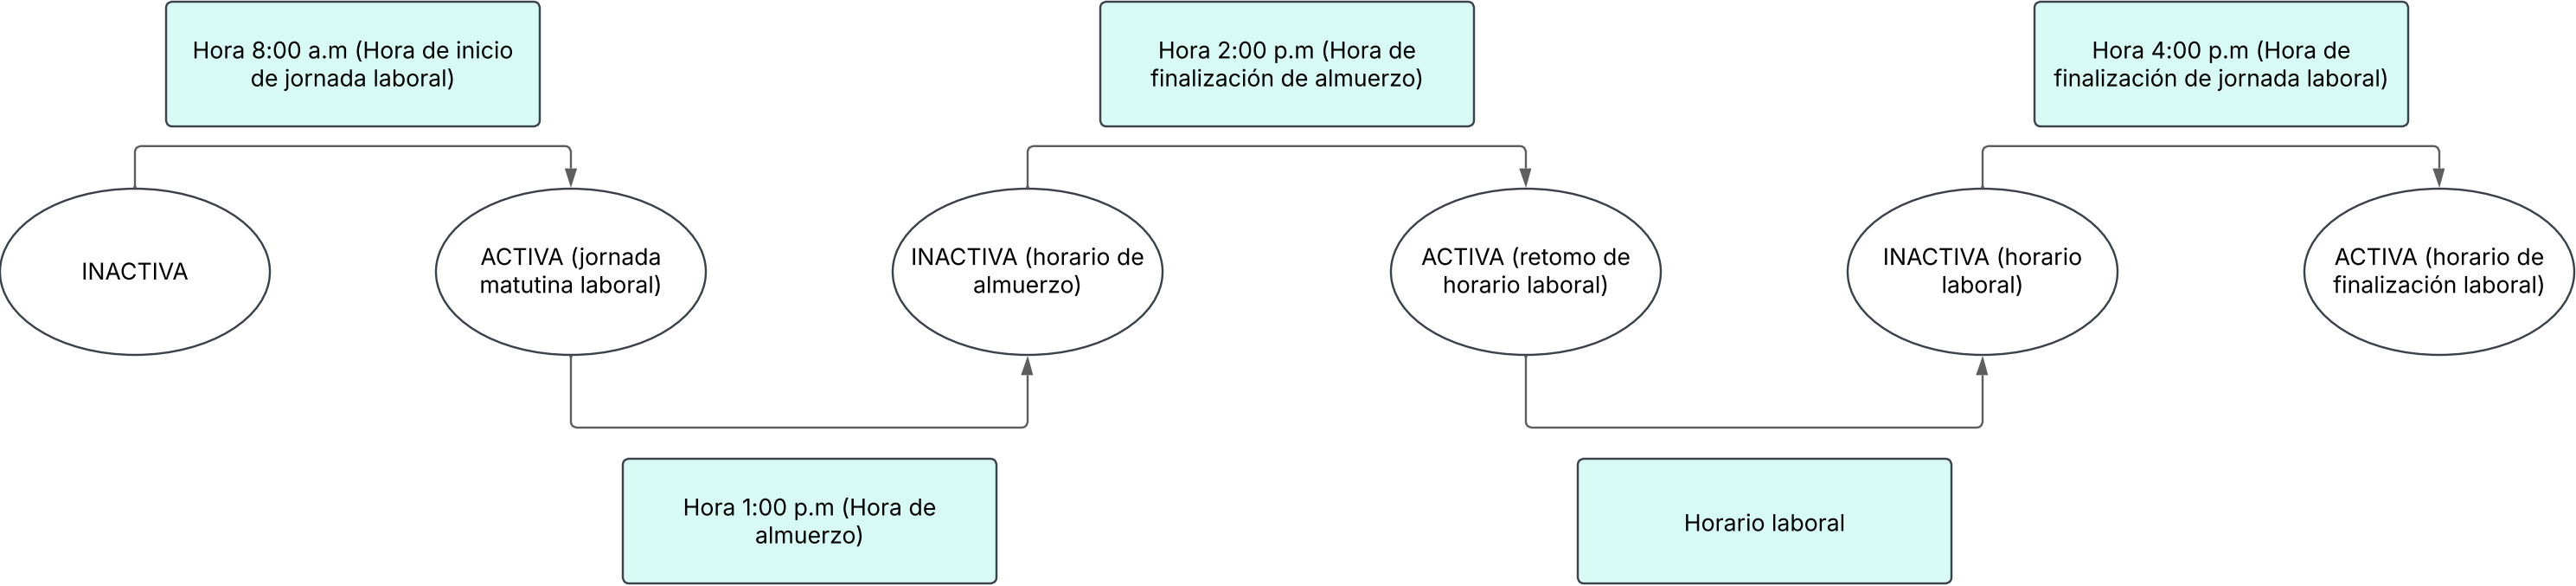 Hora 8:00 a.m (Hora de inicio
de jornada laboral)
Hora 2:00 p.m (Hora de
finalización de almuerzo)
Hora 4:00 p.m (Hora de
finalización de jornada laboral)
INACTIVA
ACTIVA (jornada
matutina laboral)
INACTIVA (horario de
almuerzo)
ACTIVA (retomo de
horario laboral)
INACTIVA (horario
laboral)
ACTIVA (horario de
finalización laboral)
Hora 1:00 p.m (Hora de
almuerzo)
Horario laboral